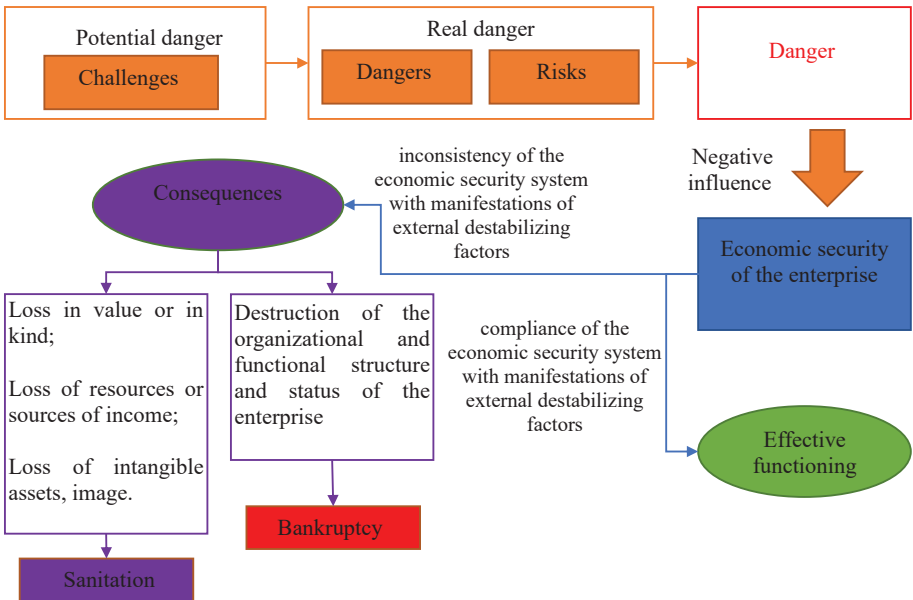 Potential danger
Challenges
Real danger
Dangers
Risks
Danger
Negative
influence
inconsistency of the
economic security system
with manifestations of
external destabilizing
factors
Consequences
Economic security
of the enterprise
Loss in value or in
kind;
Loss of resources or
sources of income;
Loss of intangible
assets, image.
Destruction of the
organizational and
functional structure
and status of the
enterprise
compliance of the
economic security system
with manifestations of
external destabilizing
factors
Effective
functioning
Bankruptcy
Sanitation